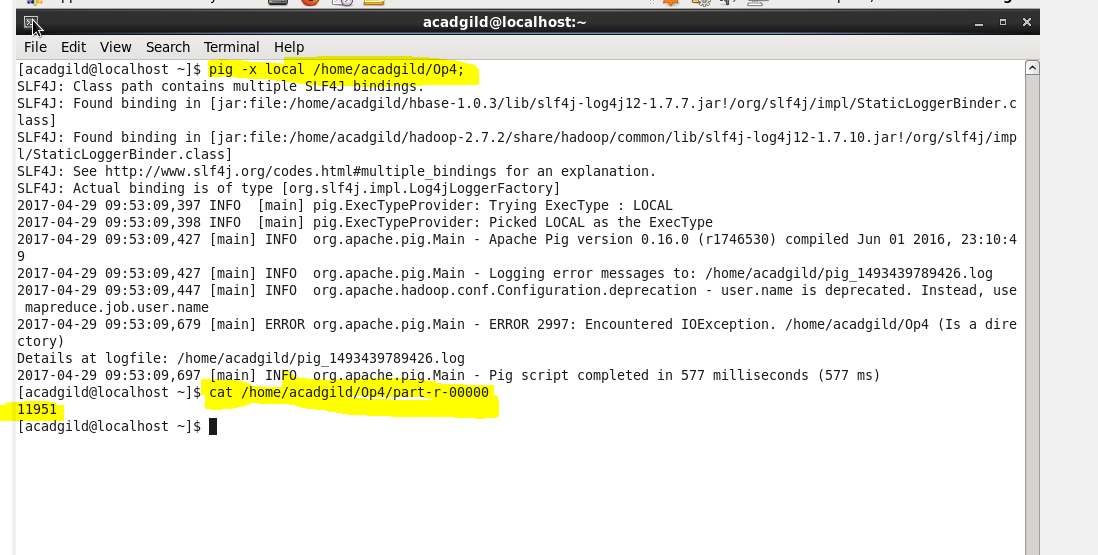 acadgild@localhost:~
File Edit View Search Terminal Help
[acadgild@localhost ~]$ pig -x local /home/acadgild/Op4;
SLF4J: Class path contains multiple SLF4J bindings.
SLF4J: Found binding in [jar:file:/home/acadgild/hbase-1.0.3/lib/slf4j-log4j12-1.7.7.jar!/org/slf4j/impl/StaticLoggerBinder.c
lass]
SLF4J: Found binding in [jar:file:/home/acadgild/hadoop-2.7.2/share/hadoop/common/lib/slf4j-log4j12-1.7.10.jar!/org/slf4j/imp
l/StaticLoggerBinder.class]
SLF4J: See http://www.slf4j.org/codes.html#multiple_bindings for an explanation.
SLF4J: Actual binding is of type [org.slf4j.impl.Log4jLoggerFactory]
2017-04-29 09:53:09,397 INFO  [main] pig.ExecTypeProvider: Trying ExecType : LOCAL
2017-04-29 09:53:09,398 INFO  [main] pig.ExecTypeProvider: Picked LOCAL as the ExecType
2017-04-29 09:53:09,427 [main] INFO  org.apache.pig.Main - Apache Pig version 0.16.0 (r1746530) compiled Jun 01 2016, 23:10:4
9
2017-04-29 09:53:09,427 [main] INFO  org.apache.pig.Main - Logging error messages to: /home/acadgild/pig_1493439789426.log
2017-04-29 09:53:09,447 [main] INFO  org.apache.hadoop.conf.Configuration.deprecation - user.name is deprecated. Instead, use
 mapreduce.job.user.name
2017-04-29 09:53:09,679 [main] ERROR org.apache.pig.Main - ERROR 2997: Encountered IOException. /home/acadgild/Op4 (Is a dire
ctory)
Details at logfile: /home/acadgild/pig_1493439789426.log
2017-04-29 09:53:09,697 [main] INFO  org.apache.pig.Main - Pig script completed in 577 milliseconds (577 ms)
[acadgild@localhost ~]$ cat /home/acadgild/Op4/part-r-00000
11951
[acadgild@localhost ~]$